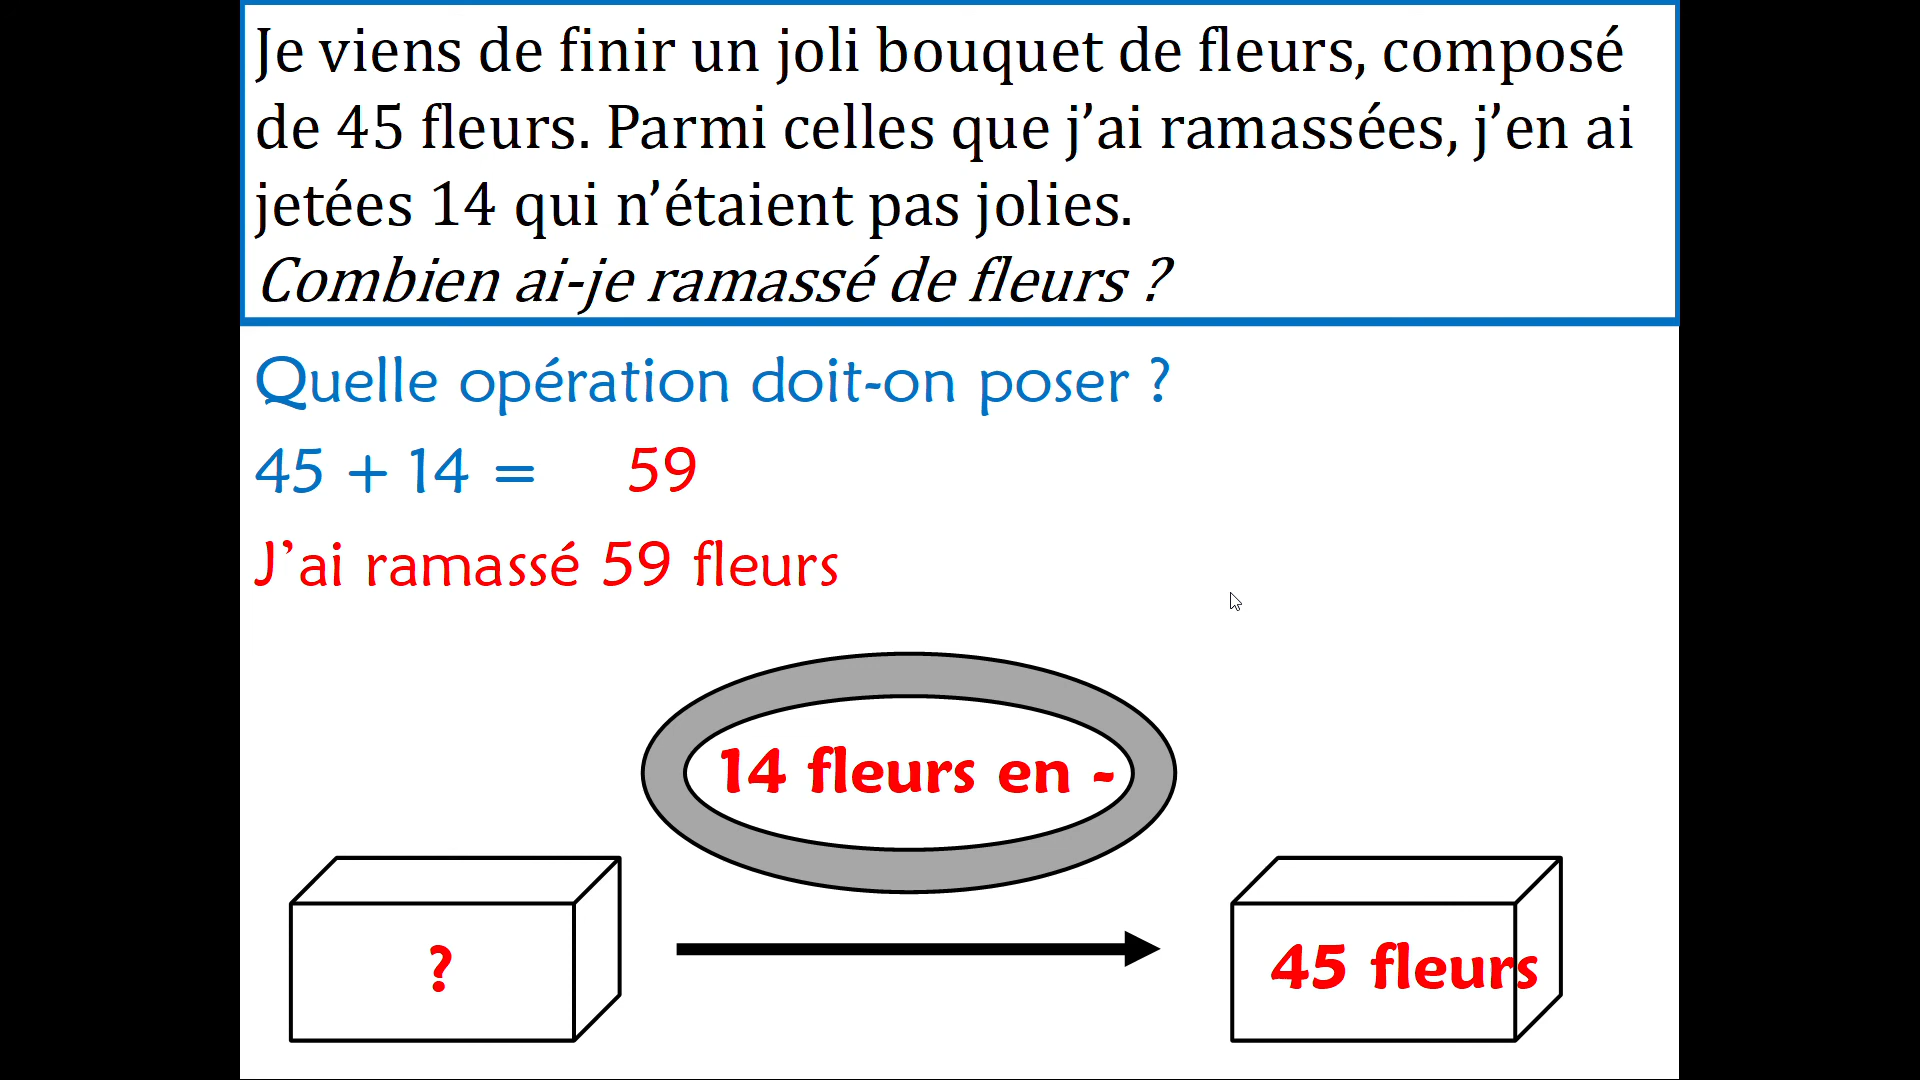 Je viens de finir un joli bouquet de fleurs, composé
de 45 fleurs. Parmi celles que j’ai ramassées, j’en ai
jetées 14 qui n’étaient pas jolies.
Combien ai-je ramassé de fleurs ?
Quelle opération doit-on poser ?
45 + 14 = 59
J’ai ramassé 59 fleurs
14 fleurs en -
?
45 fleurs